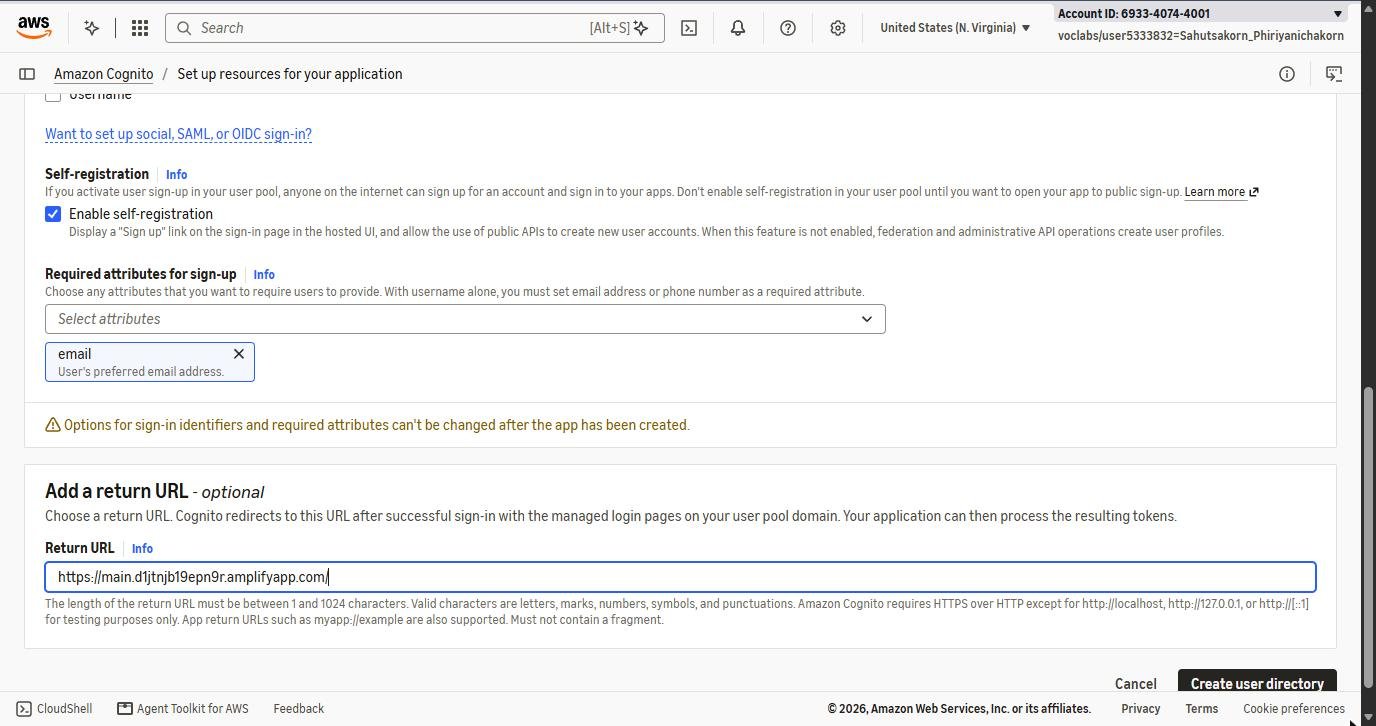 aws
Search
[Alt+S]
United States (N. Virginia)
Account ID: 6933-4074-4001
voclabs/user5333832=Sahutsakorn_Phiriyanichakorn
Amazon Cognito / Set up resources for your application
Username
Want to set up social, SAML, or OIDC sign-in?
Self-registration Info
If you activate user sign-up in your user pool, anyone on the internet can sign up for an account and sign in to your apps. Don't enable self-registration in your user pool until you want to open your app to public sign-up. Learn more
Enable self-registration
Display a "Sign up" link on the sign-in page in the hosted UI, and allow the use of public APIs to create new user accounts. When this feature is not enabled, federation and administrative API operations create user profiles.
Required attributes for sign-up Info
Choose any attributes that you want to require users to provide. With username alone, you must set email address or phone number as a required attribute.
Select attributes
email
User's preferred email address.
Options for sign-in identifiers and required attributes can't be changed after the app has been created.
Add a return URL - optional
Choose a return URL. Cognito redirects to this URL after successful sign-in with the managed login pages on your user pool domain. Your application can then process the resulting tokens.
Return URL Info
https://main.d1jtnjb19epn9r.amplifyapp.com/
The length of the return URL must be between 1 and 1024 characters. Valid characters are letters, marks, numbers, symbols, and punctuations. Amazon Cognito requires HTTPS over HTTP except for http://localhost, http://127.0.0.1, or http://[::1]
for testing purposes only. App return URLs such as myapp://example are also supported. Must not contain a fragment.
Cancel
Create user directory
CloudShell
Agent Toolkit for AWS
Feedback
© 2026, Amazon Web Services, Inc. or its affiliates.
Privacy
Terms
Cookie preferences